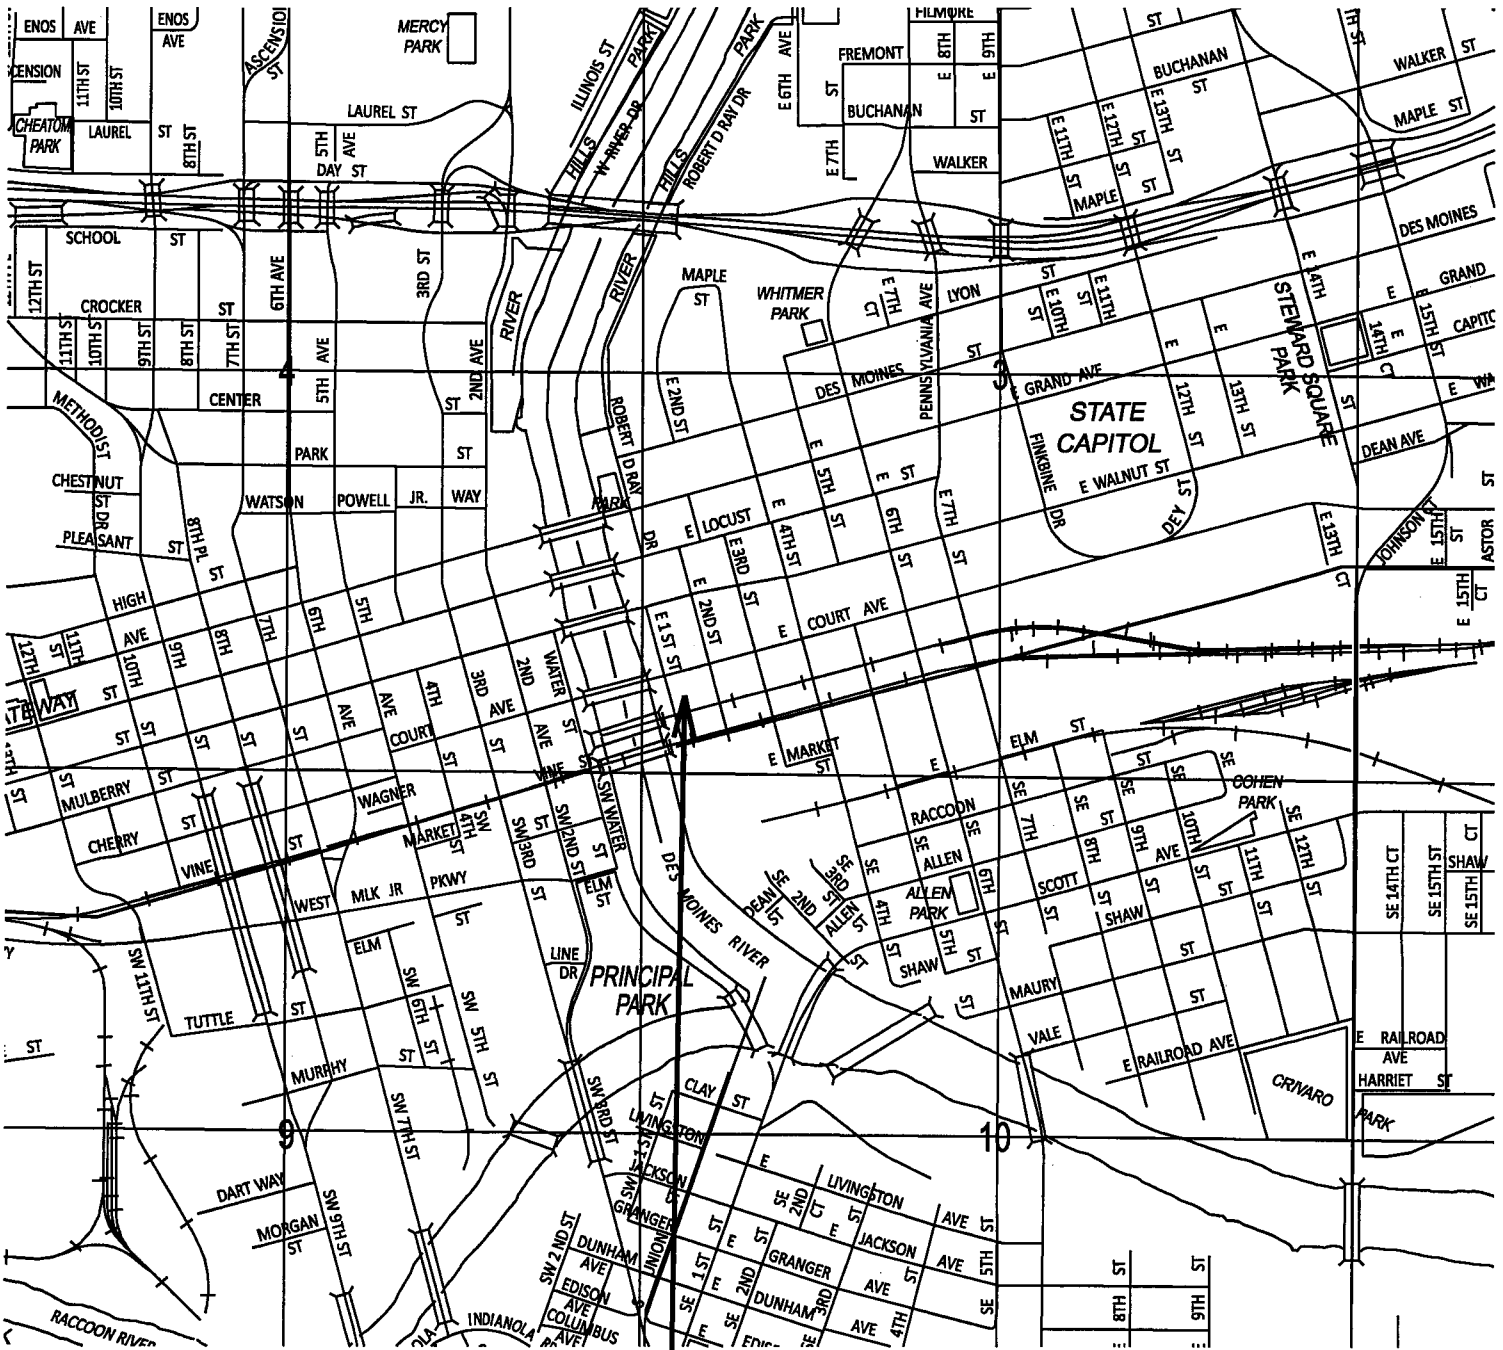 ENOS AVE
ENOS
AVE
ASCENSION
ST
MERCY
PARK
ILLINOIS ST
PARK
PARK
E 6TH AVE
FILMORE
FREMONT
ST
E 8TH
E 9TH
ST
BUCHANAN
ST
WALKER ST
11TH ST
10TH ST
LAUREL ST
W RIVER DR
ROBERT D RAY DR
BUCHANAN ST
E 11TH
ST
E 12TH
ST
E 13TH
ST
ST
MAPLE ST
CHEATOM
PARK
LAUREL ST
8TH ST
5TH AVE
DAY ST
HILLS
HILLS
E 7TH
WALKER
MAPLE ST
SCHOOL ST
12TH ST
6TH AVE
3RD ST
RIVER
RIVER
MAPLE
ST
WHITMER
PARK
E 7TH
CT
PENNSYLVANIA AVE
LYON ST
E 10TH
ST
E 11TH
ST
E 14TH
ST
DES MOINES
E GRAND
CROCKER ST
11TH ST
10TH ST
9TH ST
8TH ST
7TH ST
5TH AVE
2ND AVE
4
3
E 2ND ST
DES MOINES ST
E GRAND AVE
STATE
CAPITOL
E 12TH ST
E 13TH ST
STEWARD SQUARE
PARK
14TH CT
E 15TH ST
METHODIST
DR
CENTER ST
ROBERT D RAY
DR
E 5TH ST
E 6TH ST
ST
FINKBINE
DR
E WALNUT ST
DEY ST
DEAN AVE
PARK ST
CHESTNUT
ST
WATSON POWELL JR. WAY
PARK
PLEASANT ST
8TH PL
E LOCUST
E 3RD
ST
E 4TH ST
E 7TH
ST
E 13TH
CT
JOHNSON CT
E 15TH
ST
ASTOR
ST
E 15TH
CT
HIGH ST
12TH
ST
11TH
ST
10TH
ST
AVE
9TH
ST
8TH
ST
7TH
ST
6TH
AVE
5TH
AVE
4TH
ST
3RD
ST
2ND
AVE
WATER
ST
E 1ST ST
E 2ND ST
E COURT AVE
COURT AVE
MULBERRY ST
CHERRY ST
VINE ST
WAGNER
MARKET ST
VINE ST
SW 4TH
SW 3RD
ST
SW 2ND ST
SW WATER
ST
E MARKET
ST
E ELM ST
RACCOON ST
SE 7TH
ST
SE 8TH
ST
SE 9TH
ST
SE 10TH
ST
SE
11TH
ST
SE 12TH
ST
COHEN
PARK
WEST MLK JR PKWY
ELM
ST
DES MOINES RIVER
DEAN
ST
SE 2ND
SE 3RD
ST
ALLEN
ST
SE 4TH
ST
SE 5TH
ST
SE 6TH
ST
ALLEN
ALLEN
PARK
SCOTT AVE
SHAW ST
SHAW ST
SE 14TH CT
SE 15TH ST
SHAW
SE 15TH CT
ELM ST
SW 11TH ST
TUTTLE ST
SW 6TH
ST
SW 5TH
ST
LINE
DR
PRINCIPAL
PARK
MAURY ST
VALE
E RAILROAD AVE
E RAILROAD
AVE
HARRIET ST
CRIVARO
PARK
MURPHY ST
SW 7TH ST
SW 3RD ST
CLAY ST
LIVINGSTON
9
10
DART WAY
MORGAN
ST
SW 9TH ST
JACKSON
ST
GRANGER
UNION
SW 2ND ST
DUNHAM
AVE
EDISON
AVE
COLUMBUS
AVE
E LIVINGSTON AVE
SE 2ND
CT
E JACKSON AVE
E GRANGER AVE
E DUNHAM AVE
SE 1ST ST
SE 2ND ST
3RD ST
4TH ST
SE 5TH ST
E 8TH ST
E 9TH ST
RACCOON RIVER
INDIANOLA